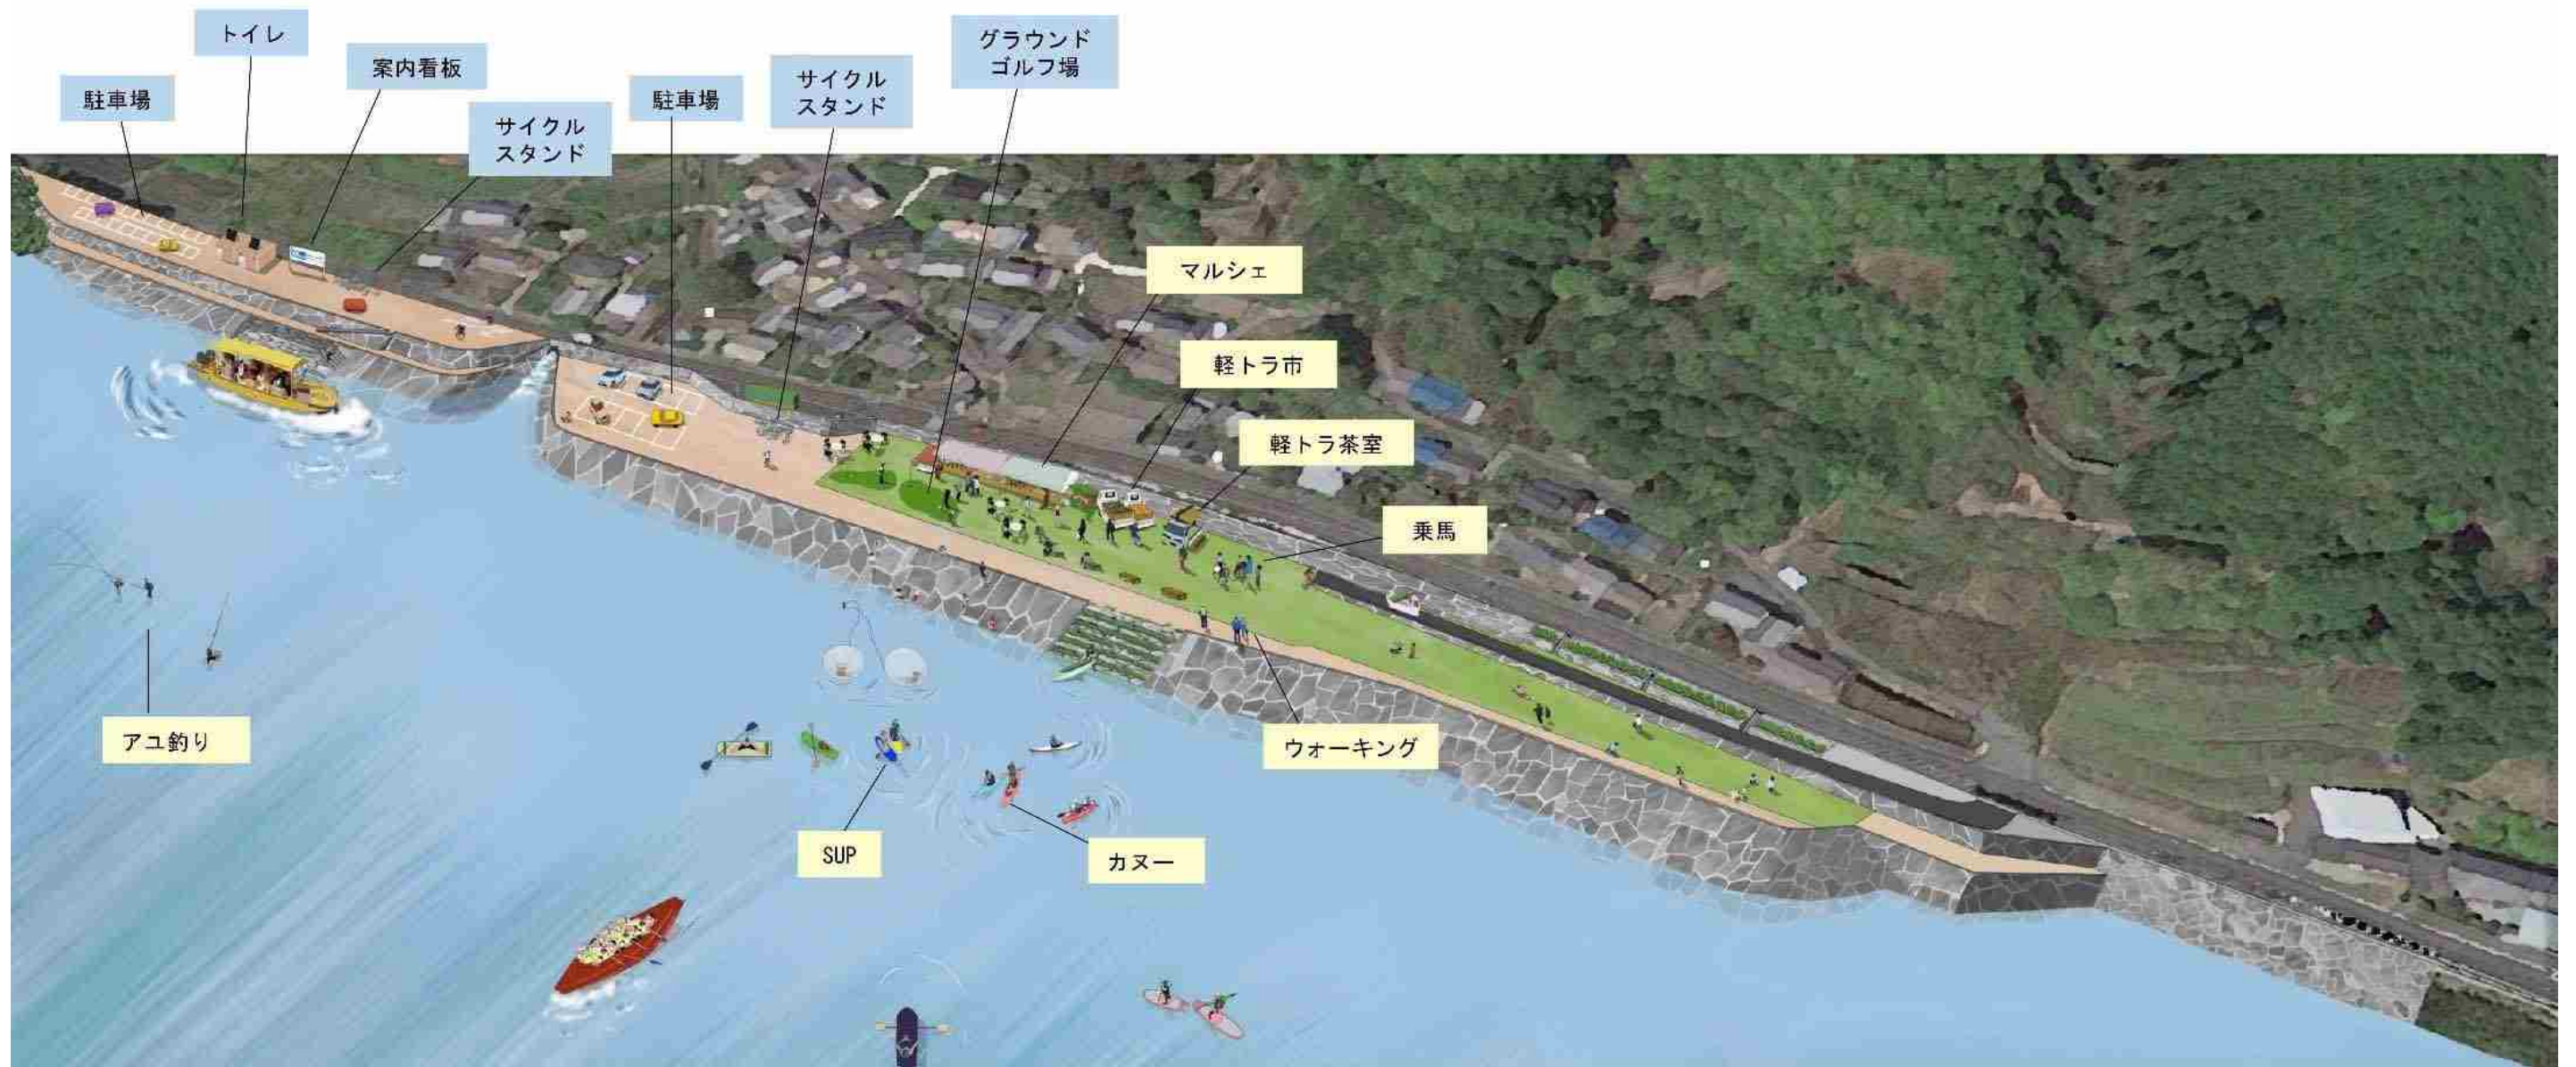 トイレ
案内看板
駐車場
サイクル
スタンド
駐車場
サイクル
スタンド
グラウンド
ゴルフ場
マルシェ
軽トラ市
軽トラ茶室
乗馬
アユ釣り
ウォーキング
SUP
カヌー